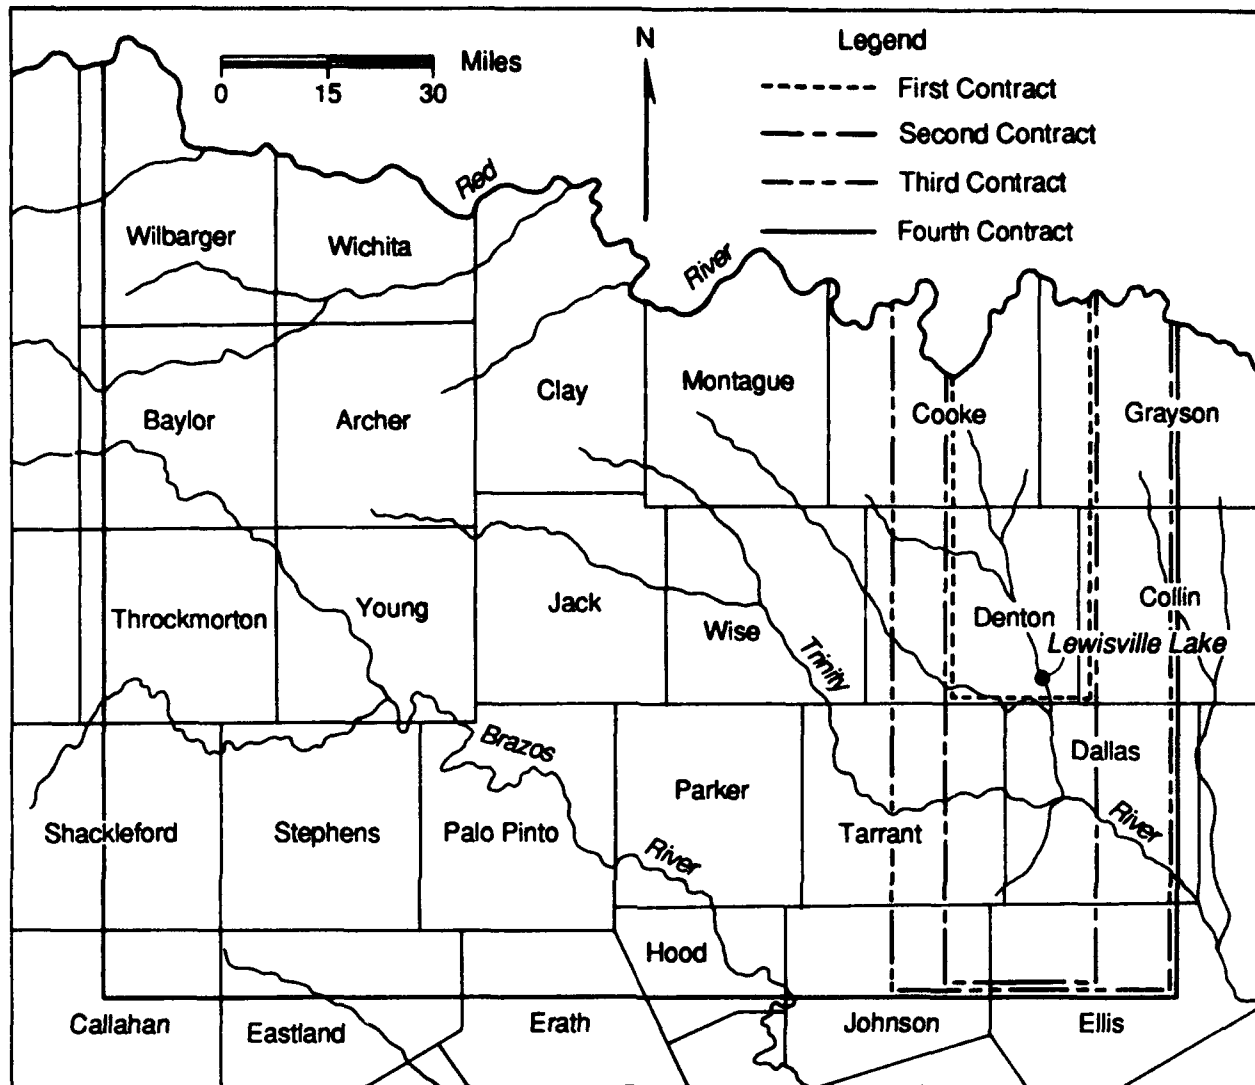 N
Legend
Miles
0 15 30
First Contract
Second Contract
Third Contract
Fourth Contract
Red
River
Wilbarger
Wichita
Clay
Montague
Cooke
Grayson
Baylor
Archer
Throckmorton
Young
Jack
Wise
Trinity
Denton
Collin
Lewisville Lake
Brazos
Dallas
Shackleford
Stephens
Palo Pinto
Parker
River
Tarrant
River
Hood
Callahan
Eastland
Erath
Johnson
Ellis